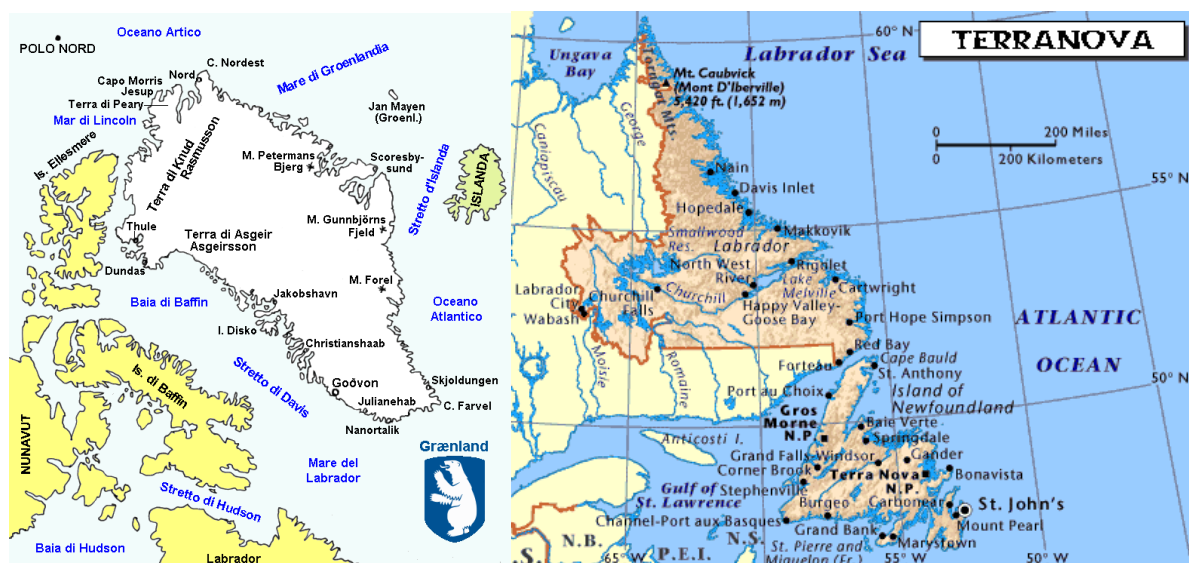 Oceano Artico
POLO NORD
C. Nordest
Nord
Mare di Groenlandia
Capo Morris
Jesup
Terra di Peary
Mar di Lincoln
Jan Mayen
(Groenl.)
Is. Ellesmere
Terra di Knud
Rasmusson
M. Petermans
Bjerg
Scoresby-
sund
Stretto d'Islanda
ISLANDA
M. Gunnbjörns
Fjeld
Thule
Terra di Asgeir
Asgeirsson
Dundas
M. Forel
Baia di Baffin
Jakobshavn
Oceano
Atlantico
I. Disko
Christianshaab
Is. di Baffin
Stretto di Davis
Goôvon
Skjoldungen
Julianehab
C. Farvel
Nanortalik
NUNAVUT
Grænland
Mare del
Labrador
Stretto di Hudson
Baia di Hudson
Labrador
TERRANOVA
60° N
Ungava
Bay
Labrador Sea
Torngat Mts.
Mt. Caubvick
(Mont D'Iberville)
5,420 ft. (1,652 m)
George
Caniapiscau
0 200 Miles
0 200 Kilometers
Nain
55° N
Davis Inlet
Hopedale
Makkovik
Smallwood
Res.
Labrador
North West
River
Rigolet
Lake
Melville
Cartwright
Labrador
City
Wabash
Churchill
Falls
Churchill
Happy Valley-
Goose Bay
Port Hope Simpson
ATLANTIC
OCEAN
Red Bay
Moisie
Romaine
Forteau
Cape Bauld
St. Anthony
50° N
Port au Choix
Island of
Newfoundland
Gros
Morne
N.P.
Baie Verte
Anticosti I.
Springdale
Grand Falls-Windsor
Gander
Corner Brook
Terra Nova
N.P.
Bonavista
Gulf of
St. Lawrence
Stephenville
Burgeo
Carbonear
St. John's
Channel-Port aux Basques
Grand Bank
Mount Pearl
N.B.
N.S.
St. Pierre and
Miquelon (Fr.)
Marystown
S.
65° W
P.E.I.
55° W
50° W